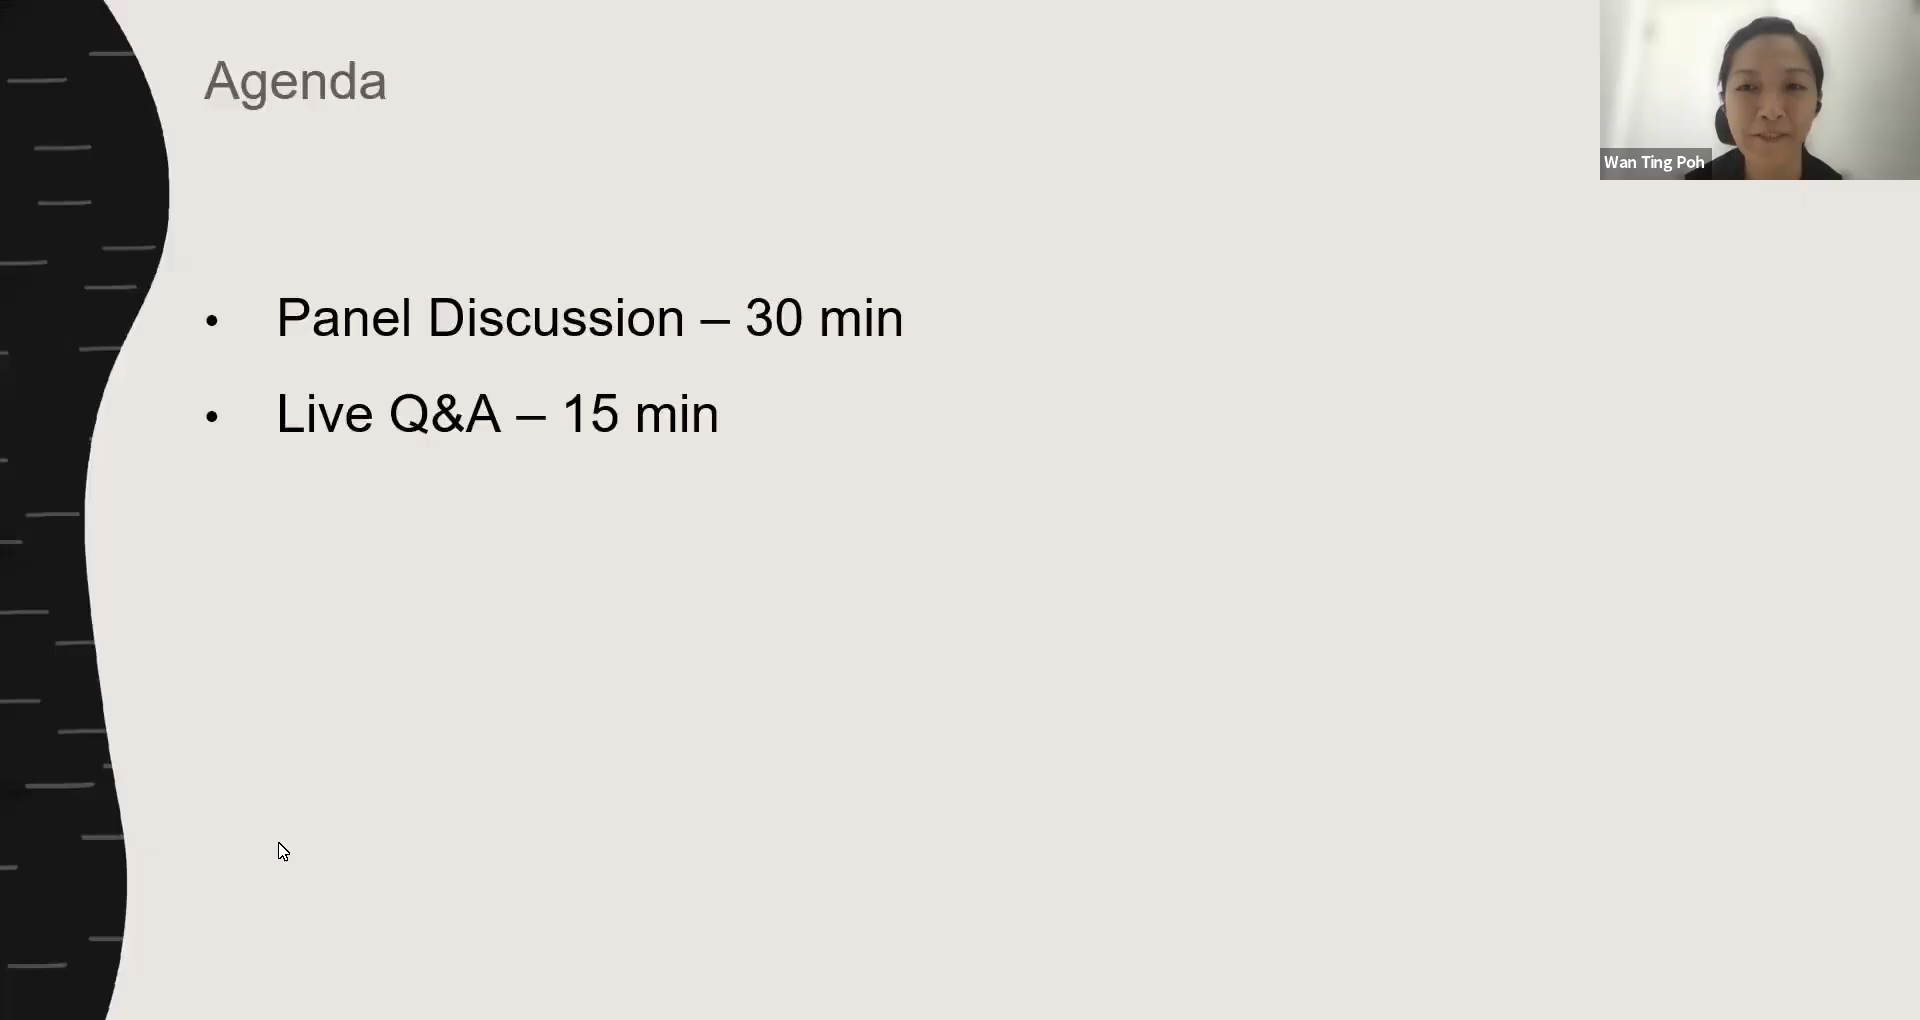 Agenda
Wan Ting Poh
• Panel Discussion – 30 min
• Live Q&A – 15 min